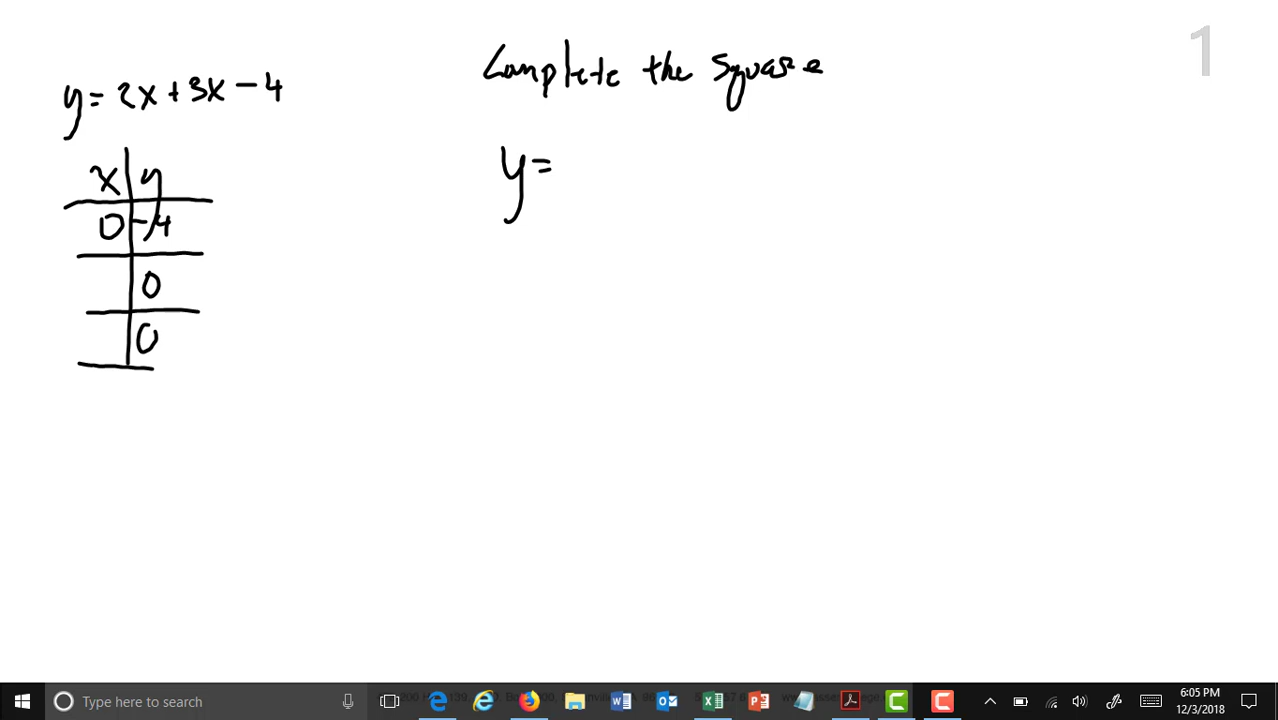 1
Complete the Square
y = 2x + 3x - 4
y =
x y
0 -4
0
0
Type here to search
6:05 PM
12/3/2018